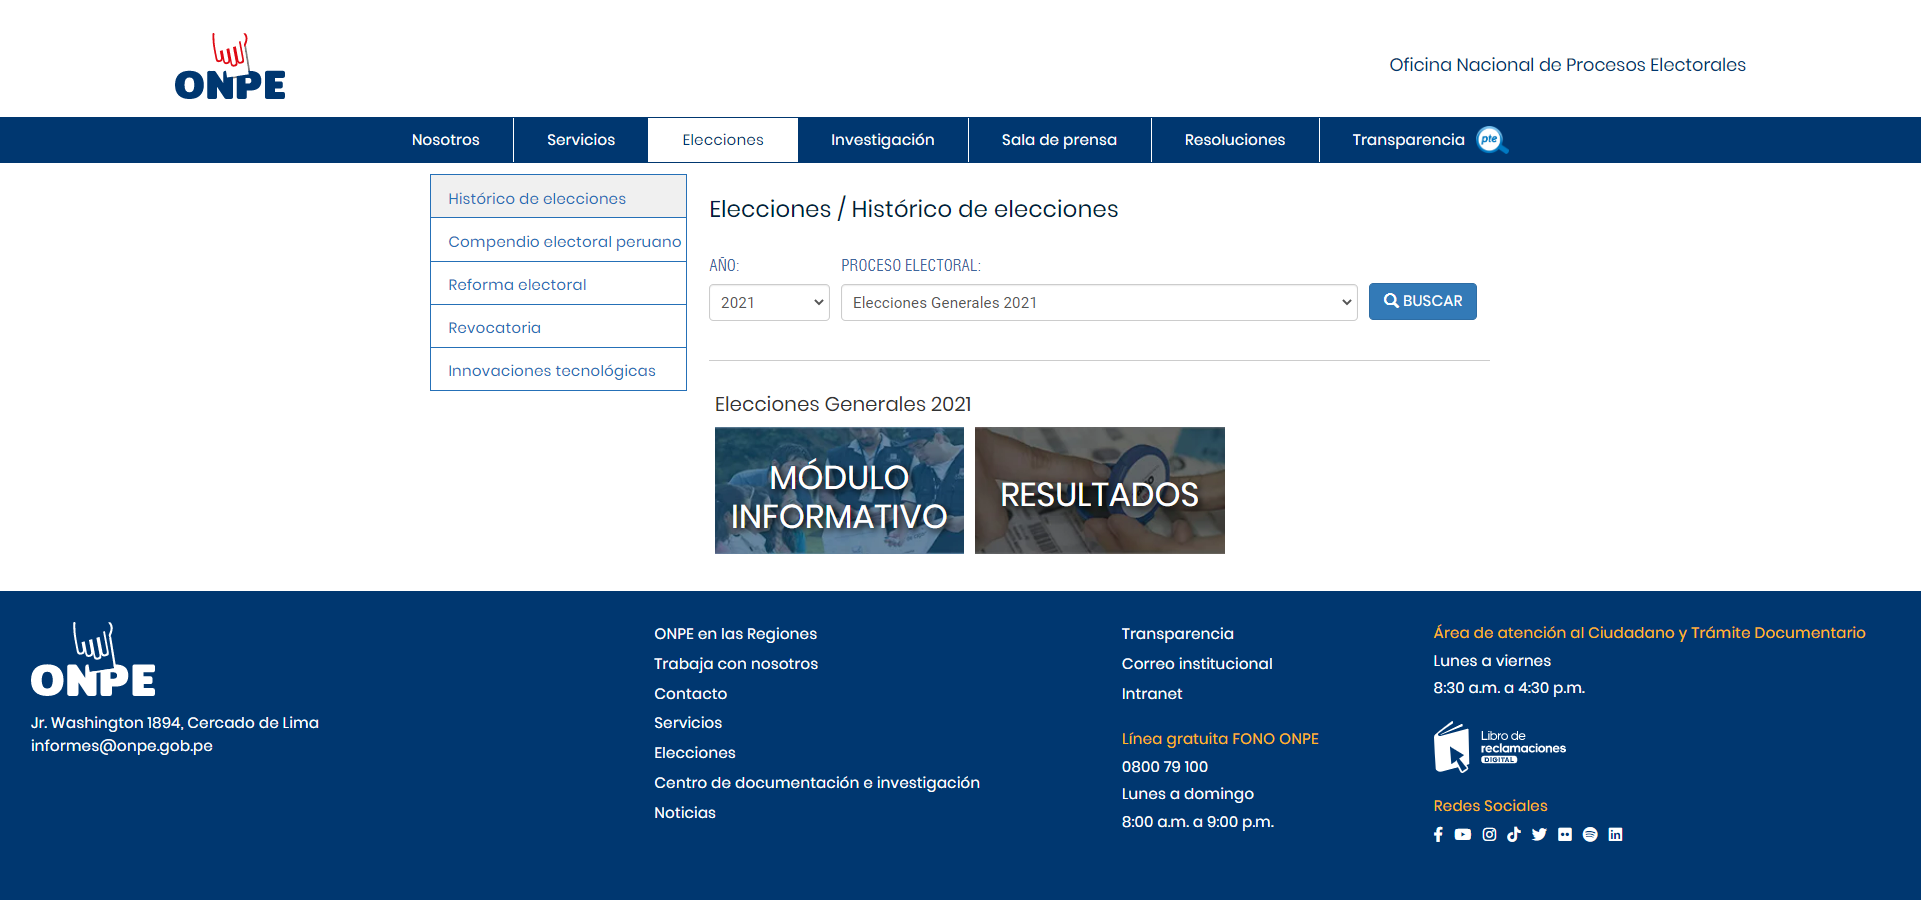 ONPE
Oficina Nacional de Procesos Electorales
Nosotros
Servicios
Elecciones
Investigación
Sala de prensa
Resoluciones
Transparencia
pte
Histórico de elecciones
Compendio electoral peruano
Reforma electoral
Revocatoria
Innovaciones tecnológicas
Elecciones / Histórico de elecciones
AÑO:
PROCESO ELECTORAL:
2021
Elecciones Generales 2021
BUSCAR
Elecciones Generales 2021
MÓDULO
INFORMATIVO
RESULTADOS
ONPE
Jr. Washington 1894, Cercado de Lima
informes@onpe.gob.pe
ONPE en las Regiones
Trabaja con nosotros
Contacto
Servicios
Elecciones
Centro de documentación e investigación
Noticias
Transparencia
Correo institucional
Intranet
Línea gratuita FONO ONPE
0800 79 100
Lunes a domingo
8:00 a.m. a 9:00 p.m.
Área de atención al Ciudadano y Trámite Documentario
Lunes a viernes
8:30 a.m. a 4:30 p.m.
Libro de
reclamaciones
DIGITAL
Redes Sociales